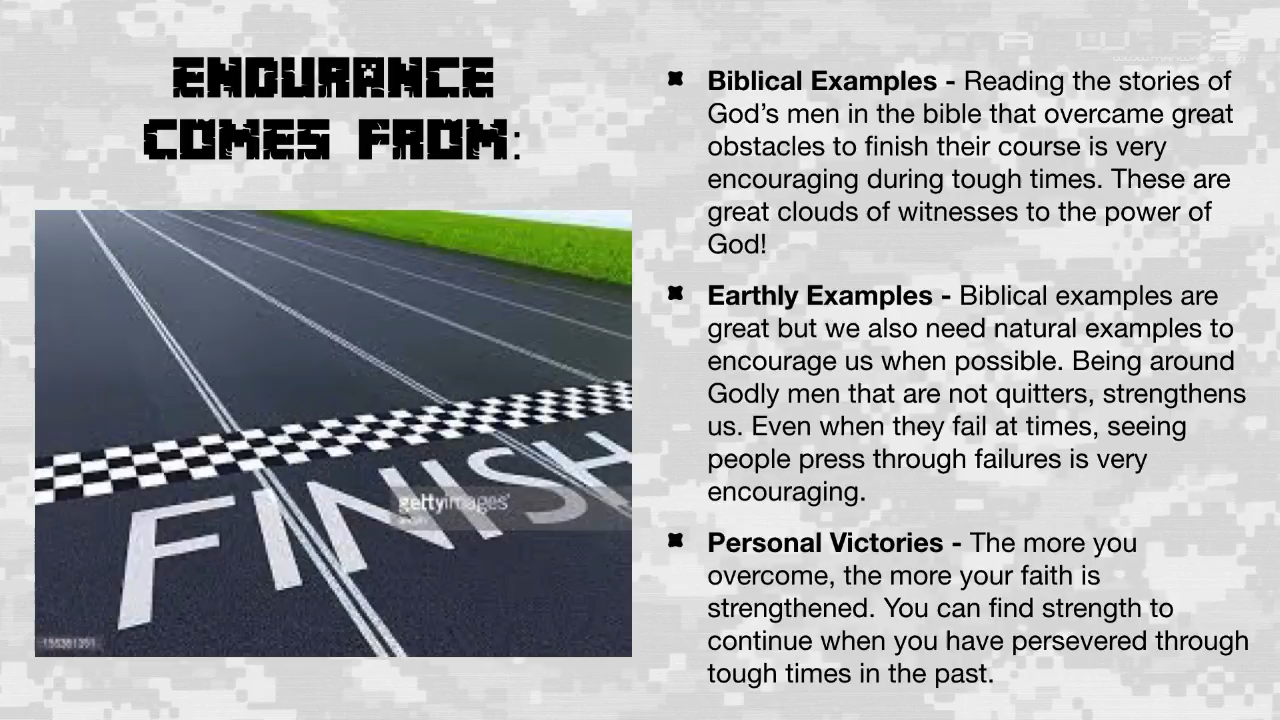 ENDURANCE
COMES FROM:
Biblical Examples - Reading the stories of
God’s men in the bible that overcame great
obstacles to finish their course is very
encouraging during tough times. These are
great clouds of witnesses to the power of
God!
Earthly Examples - Biblical examples are
great but we also need natural examples to
encourage us when possible. Being around
Godly men that are not quitters, strengthens
us. Even when they fail at times, seeing
people press through failures is very
encouraging.
Personal Victories - The more you
overcome, the more your faith is
strengthened. You can find strength to
continue when you have persevered through
tough times in the past.
FINISH
gettyimages